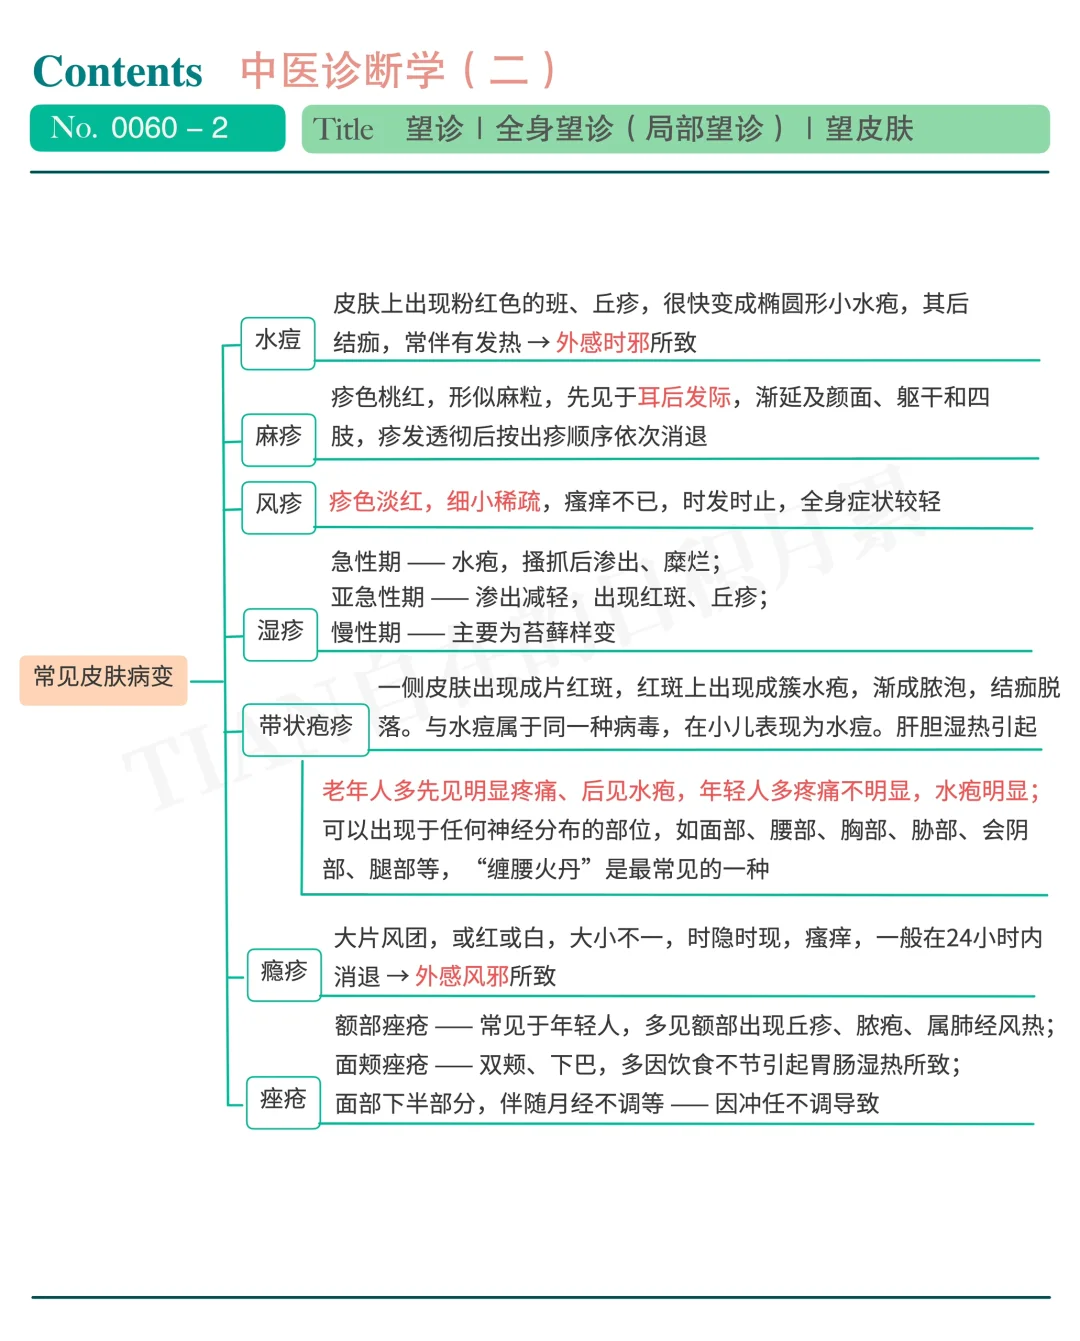 Contents 中医诊断学（二）
No. 0060 – 2 Title 望诊｜全身望诊（局部望诊）｜望皮肤
皮肤上出现粉红色的班、丘疹，很快变成椭圆形小水疱，其后
水痘
结痂，常伴有发热 → 外感时邪所致
疹色桃红，形似麻粒，先见于耳后发际，渐延及颜面、躯干和四
麻疹
肢，疹发透彻后按出疹顺序依次消退
风疹
疹色淡红，细小稀疏，瘙痒不已，时发时止，全身症状较轻
急性期 —— 水疱，搔抓后渗出、糜烂；
亚急性期 —— 渗出减轻，出现红斑、丘疹；
湿疹
慢性期 —— 主要为苔藓样变
常见皮肤病变
一侧皮肤出现成片红斑，红斑上出现成簇水疱，渐成脓泡，结痂脱
带状疱疹
落。与水痘属于同一种病毒，在小儿表现为水痘。肝胆湿热引起
老年人多先见明显疼痛、后见水疱，年轻人多疼痛不明显，水疱明显；
可以出现于任何神经分布的部位，如面部、腰部、胸部、胁部、会阴
部、腿部等，“缠腰火丹”是最常见的一种
大片风团，或红或白，大小不一，时隐时现，瘙痒，一般在24小时内
瘾疹
消退 → 外感风邪所致
额部痤疮 —— 常见于年轻人，多见额部出现丘疹、脓疱、属肺经风热；
面颊痤疮 —— 双颊、下巴，多因饮食不节引起胃肠湿热所致；
痤疮
面部下半部分，伴随月经不调等 —— 因冲任不调导致
TIAN自在的日积月累